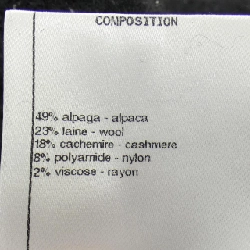 COMPOSITION
49% alpaga - alpaca
23% laine - wool
18% cachemire - cashmere
8% polyamide - nylon
2% viscose - rayon